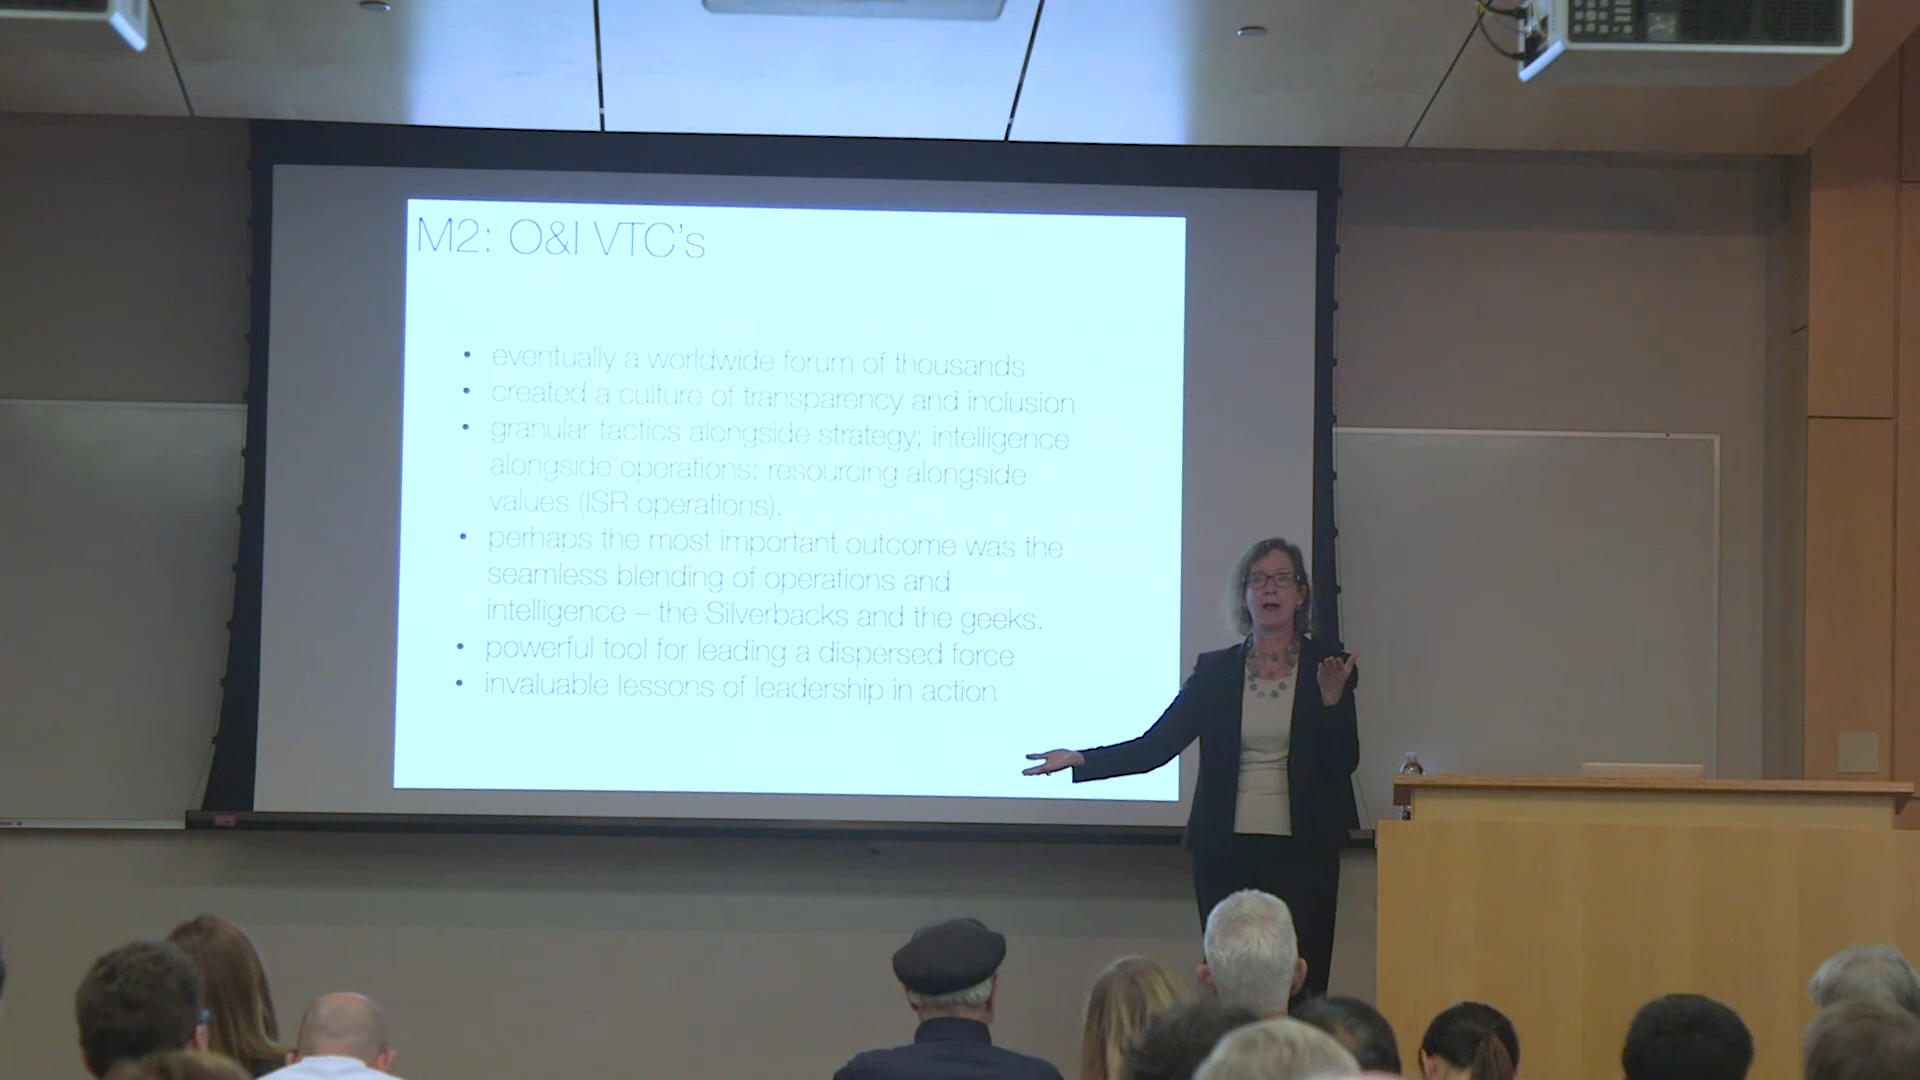 M2: O&I VTC's
• eventually a worldwide forum of thousands
• created a culture of transparency and inclusion
• granular tactics alongside strategy; intelligence
alongside operations; resourcing alongside
values (ISR operations).
• perhaps the most important outcome was the
seamless blending of operations and
intelligence – the Silverbacks and the geeks.
• powerful tool for leading a dispersed force
• invaluable lessons of leadership in action